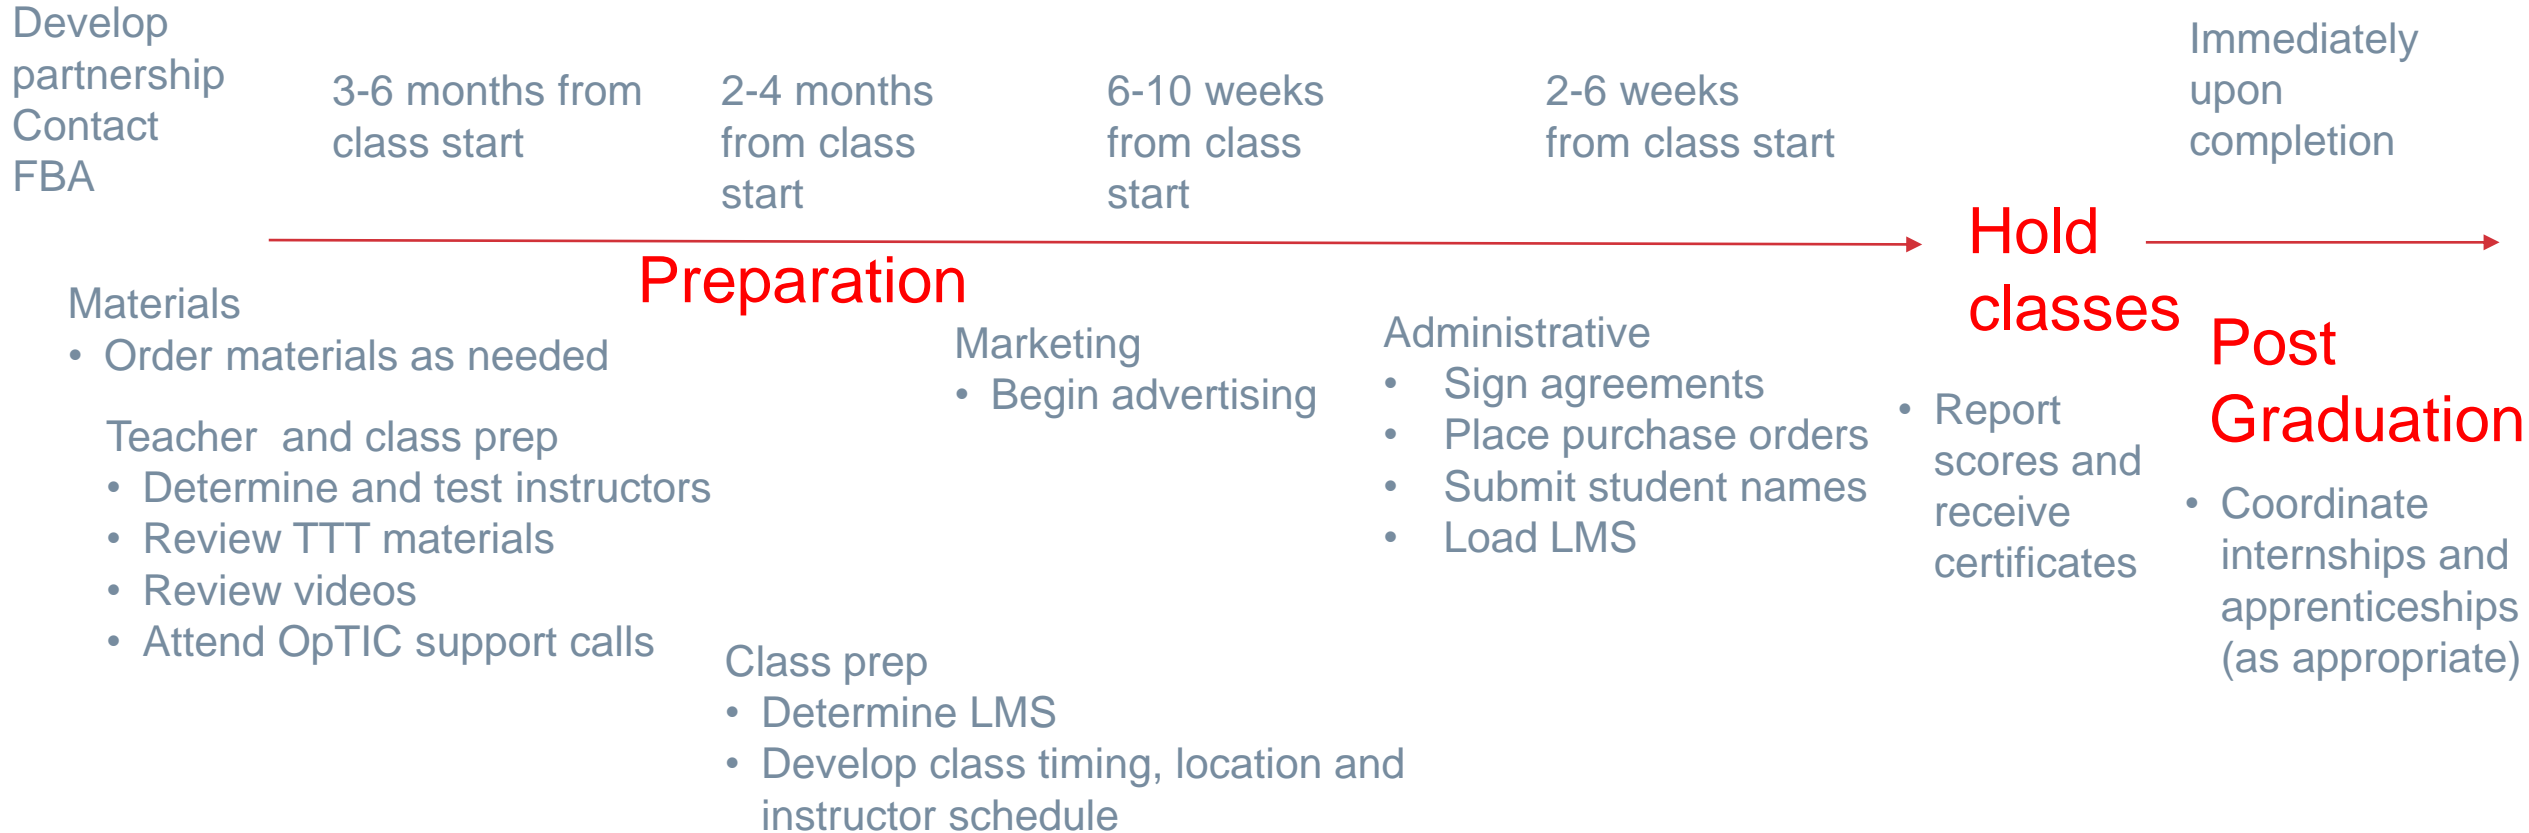 Develop
partnership
Contact
FBA
3-6 months from
class start
2-4 months
from class
start
6-10 weeks
from class
start
2-6 weeks
from class start
Immediately
upon
completion
Preparation
Hold
classes
Post
Graduation
Materials
• Order materials as needed
Teacher and class prep
• Determine and test instructors
• Review TTT materials
• Review videos
• Attend OpTIC support calls
Class prep
• Determine LMS
• Develop class timing, location and
instructor schedule
Marketing
• Begin advertising
Administrative
• Sign agreements
• Place purchase orders
• Submit student names
• Load LMS
• Report
scores and
receive
certificates
• Coordinate
internships and
apprenticeships
(as appropriate)